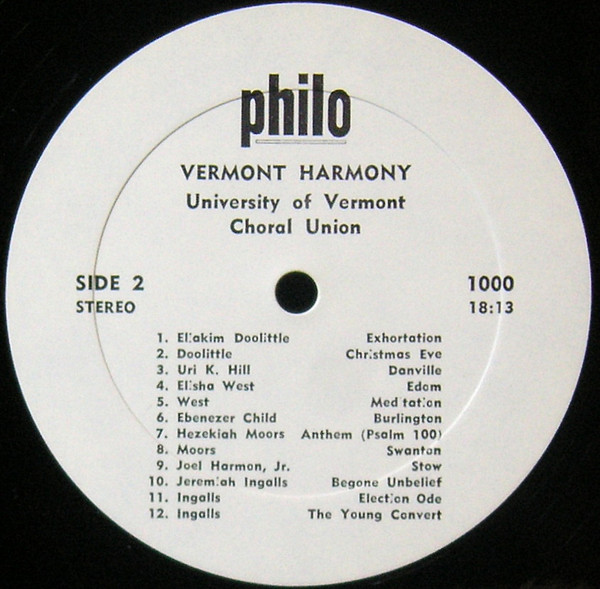 philo
VERMONT HARMONY
University of Vermont
Choral Union
SIDE 2 1000
STEREO 18:13
1. Eliakim Doolittle Exhortation
2. Doolittle Christmas Eve
3. Uri K. Hill Danville
4. Elisha West Edom
5. West Meditation
6. Ebenezer Child Burlington
7. Hezekiah Moors Anthem (Psalm 100)
8. Moors Swanton
9. Joel Harmon, Jr. Stow
10. Jeremiah Ingalls Begone Unbelief
11. Ingalls Election Ode
12. Ingalls The Young Convert